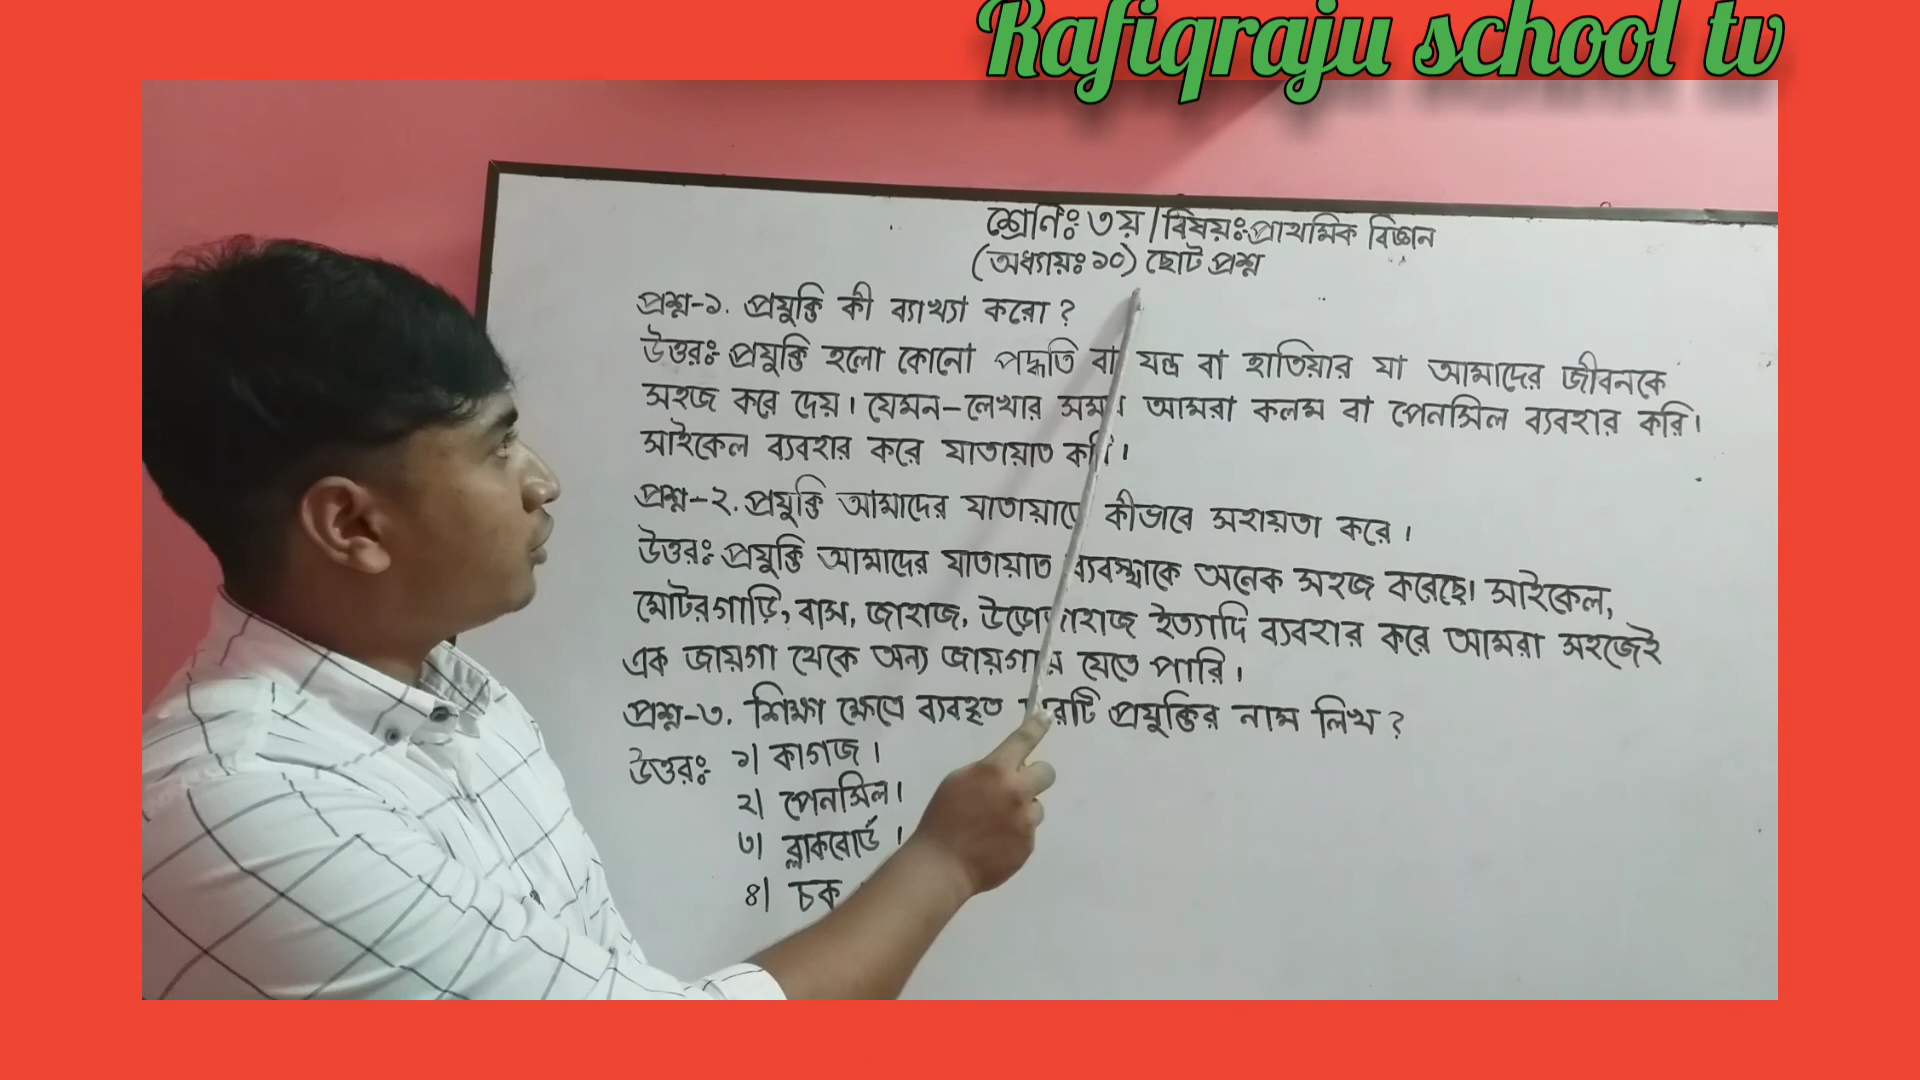 Rafiqraju school tv
শ্রেণিঃ ৩য়/বিষয়ঃপ্রাথমিক বিজ্ঞান
(অধ্যায়ঃ ১০) ছোট প্রশ্ন
প্রশ্ন-১. প্রযুক্তি কী ব্যাখ্যা করো ?
উত্তরঃ প্রযুক্তি হলো কোনো পদ্ধতি বা যন্ত্র বা হাতিয়ার যা আমাদের জীবনকে
সহজ করে দেয়। যেমন-লেখার আমরা কলম বা পেনসিল ব্যবহার করি।
সাইকেল ব্যবহার করে যাতায়াত
প্রশ্ন-২. প্রযুক্তি আমাদের কীভাবে সহায়তা করে।
উত্তরঃ প্রযুক্তি আমাদের যাতায়াত অনেক সহজ করেছে। সাইকেল,
মোটরগাড়ি, বাস, জাহাজ, ইত্যাদি ব্যবহার করে আমরা সহজেই
এক জায়গা থেকে অন্য যেতে পারি।
প্রশ্ন-৩. শিক্ষা ক্ষেত্রে ব্যবহৃত প্রযুক্তির নাম লিখ ?
উত্তরঃ ১| কাগজ।
২| পেনসিল।
৩| ব্লাকবোর্ড।
৪| চক